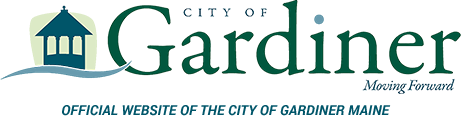 CITY OF
Gardiner
Moving Forward
OFFICIAL WEBSITE OF THE CITY OF GARDINER MAINE